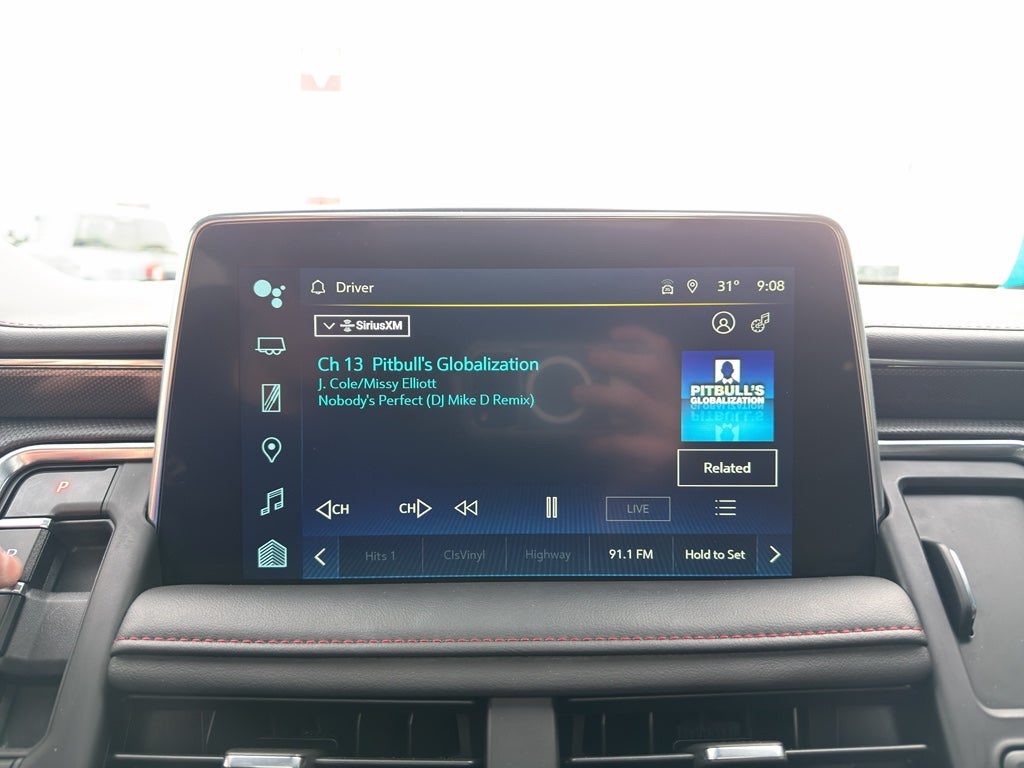 Driver
31° 9:08
SiriusXM
Ch 13 Pitbull's Globalization
J. Cole/Missy Elliott
Nobody's Perfect (DJ Mike D Remix)
PITBULL'S
GLOBALIZATION
Related
CH
CH
LIVE
Hits 1
ClsVinyl
Highway
91.1 FM
Hold to Set
P